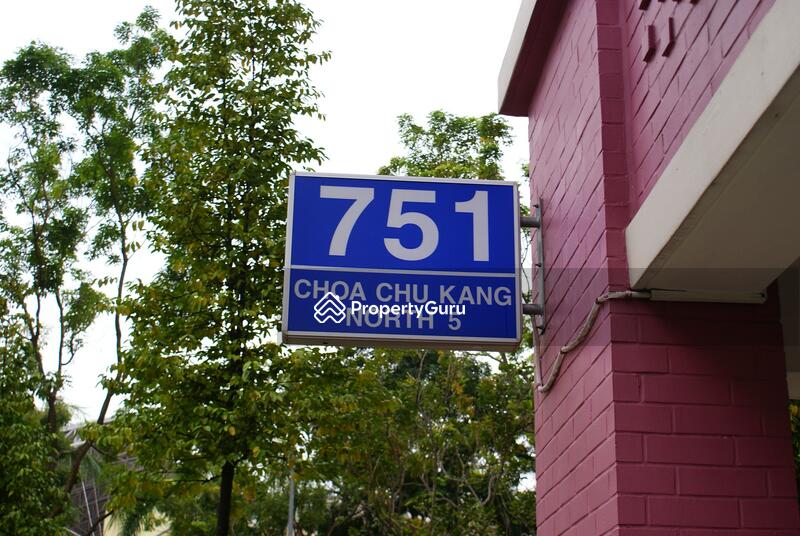 751
CHOA CHU KANG
NORTH 5
PropertyGuru